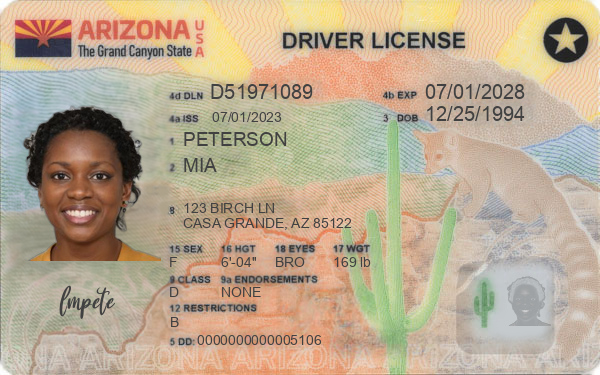 ARIZONA USA
The Grand Canyon State
DRIVER LICENSE
4d DLN D51971089
4b EXP 07/01/2028
4a ISS 07/01/2023
3 DOB 12/25/1994
1 PETERSON
2 MIA
8 123 BIRCH LN
CASA GRANDE, AZ 85122
15 SEX 16 HGT 18 EYES 17 WGT
F 6'-04" BRO 169 lb
9 CLASS 9a ENDORSEMENTS
D NONE
12 RESTRICTIONS
B
5 DD: 0000000000005106
lmpete
ONA ARIZONA ARIZONA ARIZONA ARIZONA